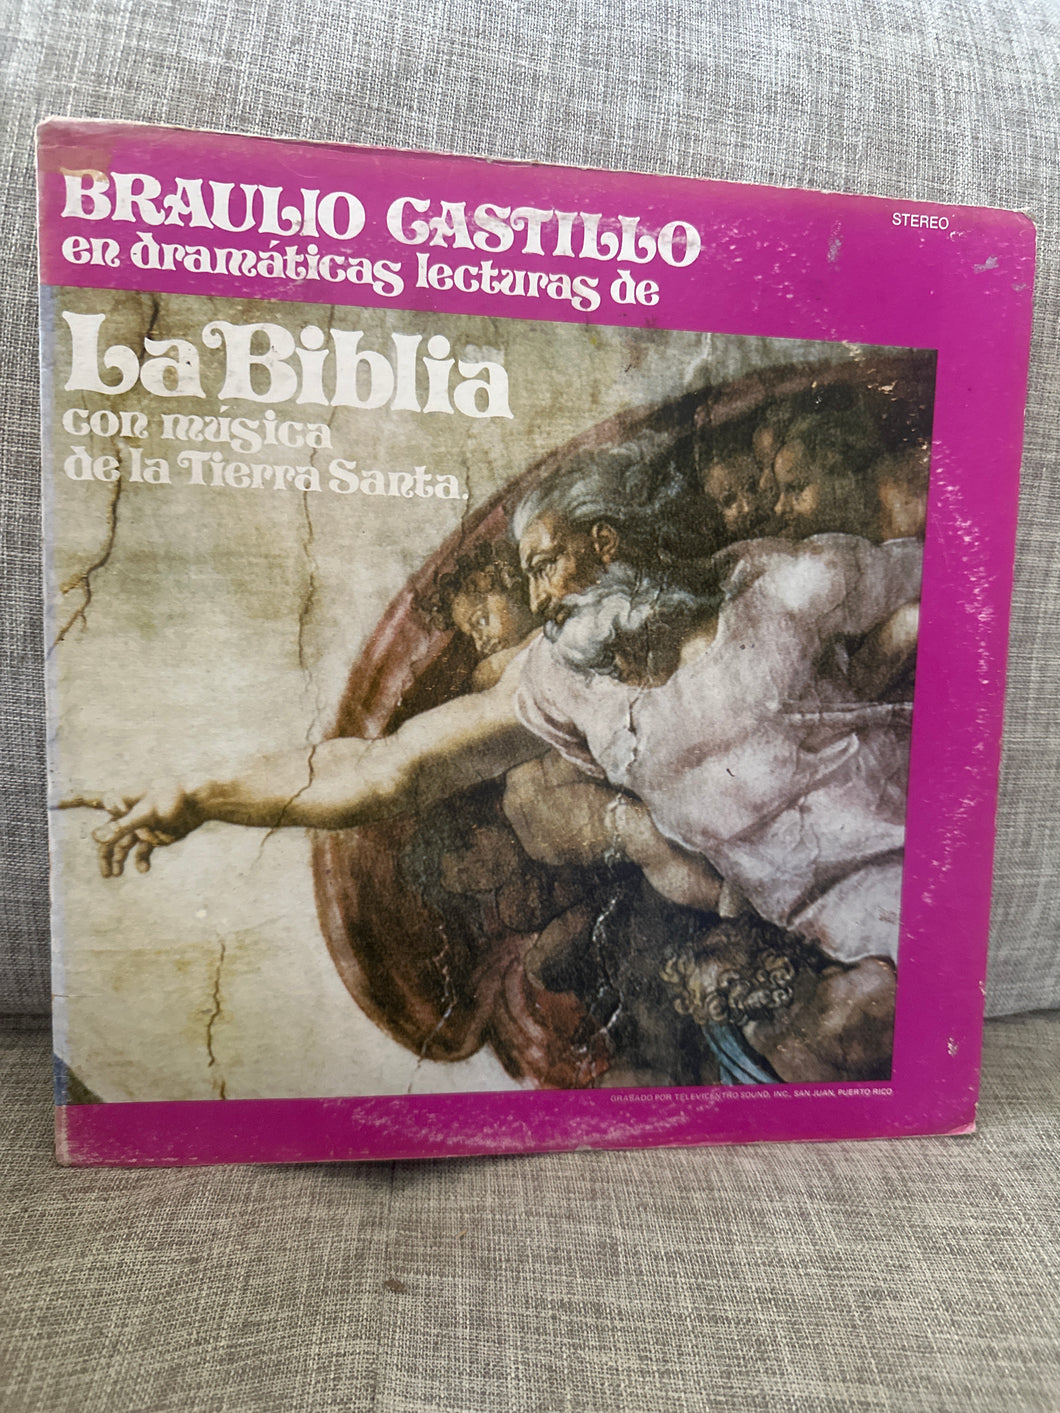 BRAULIO CASTILLO
en dramáticas lecturas de
STEREO
La Biblia
con música
de la Tierra Santa.
GRABADO POR TELEVICENTRO SOUND, INC., SAN JUAN, PUERTO RICO